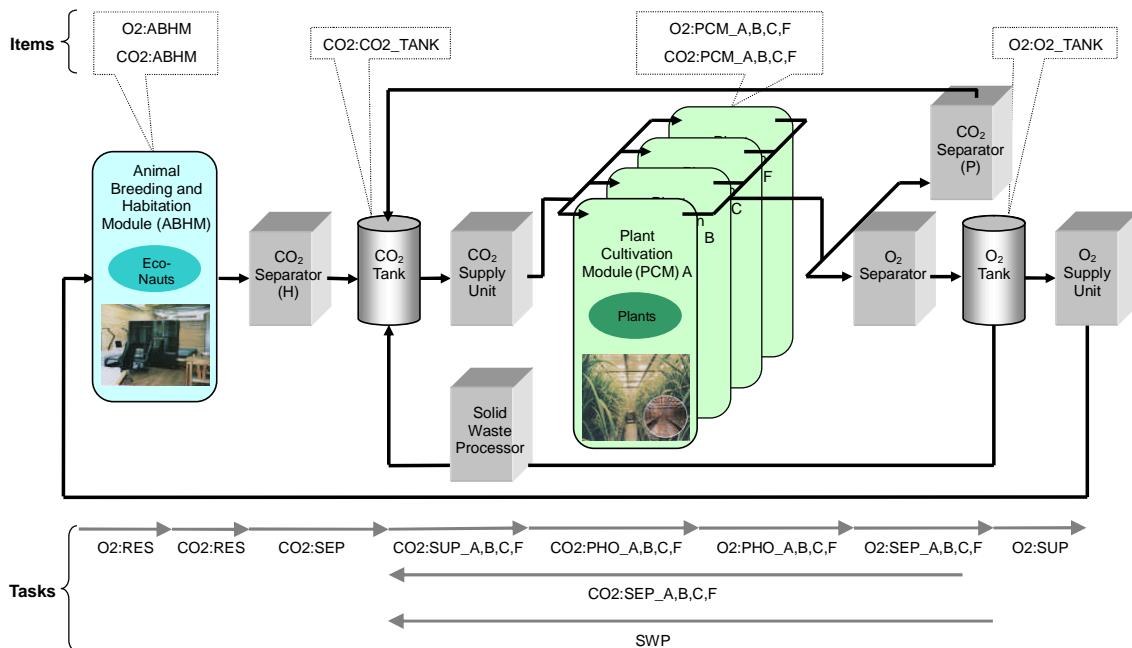 Items
O2:ABHM
CO2:ABHM
CO2:CO2_TANK
O2:PCM_A,B,C,F
CO2:PCM_A,B,C,F
O2:O2_TANK
Animal
Breeding and
Habitation
Module (ABHM)
Eco-
Nauts
CO₂
Separator
(H)
CO₂
Tank
CO₂
Supply
Unit
F
C
B
Plant
Cultivation
Module (PCM) A
Plants
CO₂
Separator
(P)
O₂
Separator
O₂
Tank
O₂
Supply
Unit
Solid
Waste
Processor
O2:RES
CO2:RES
CO2:SEP
CO2:SUP_A,B,C,F
CO2:PHO_A,B,C,F
O2:PHO_A,B,C,F
O2:SEP_A,B,C,F
O2:SUP
CO2:SEP_A,B,C,F
Tasks
SWP